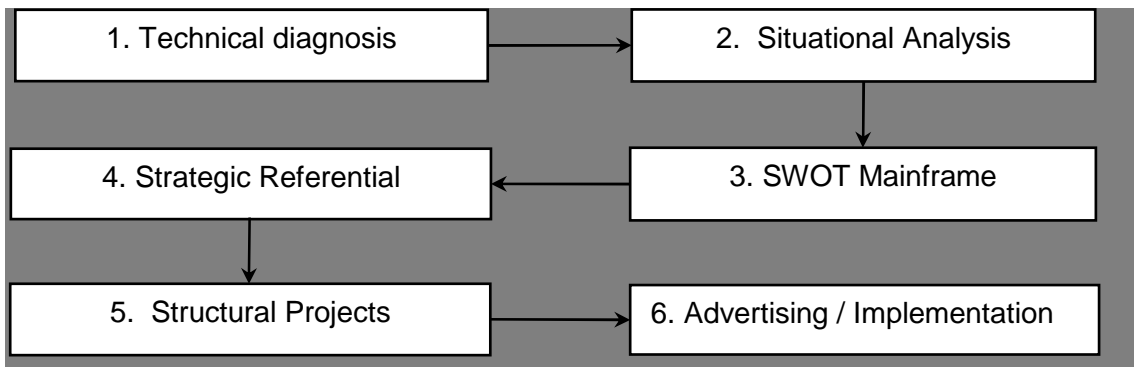 1. Technical diagnosis
2. Situational Analysis
3. SWOT Mainframe
4. Strategic Referential
5. Structural Projects
6. Advertising / Implementation